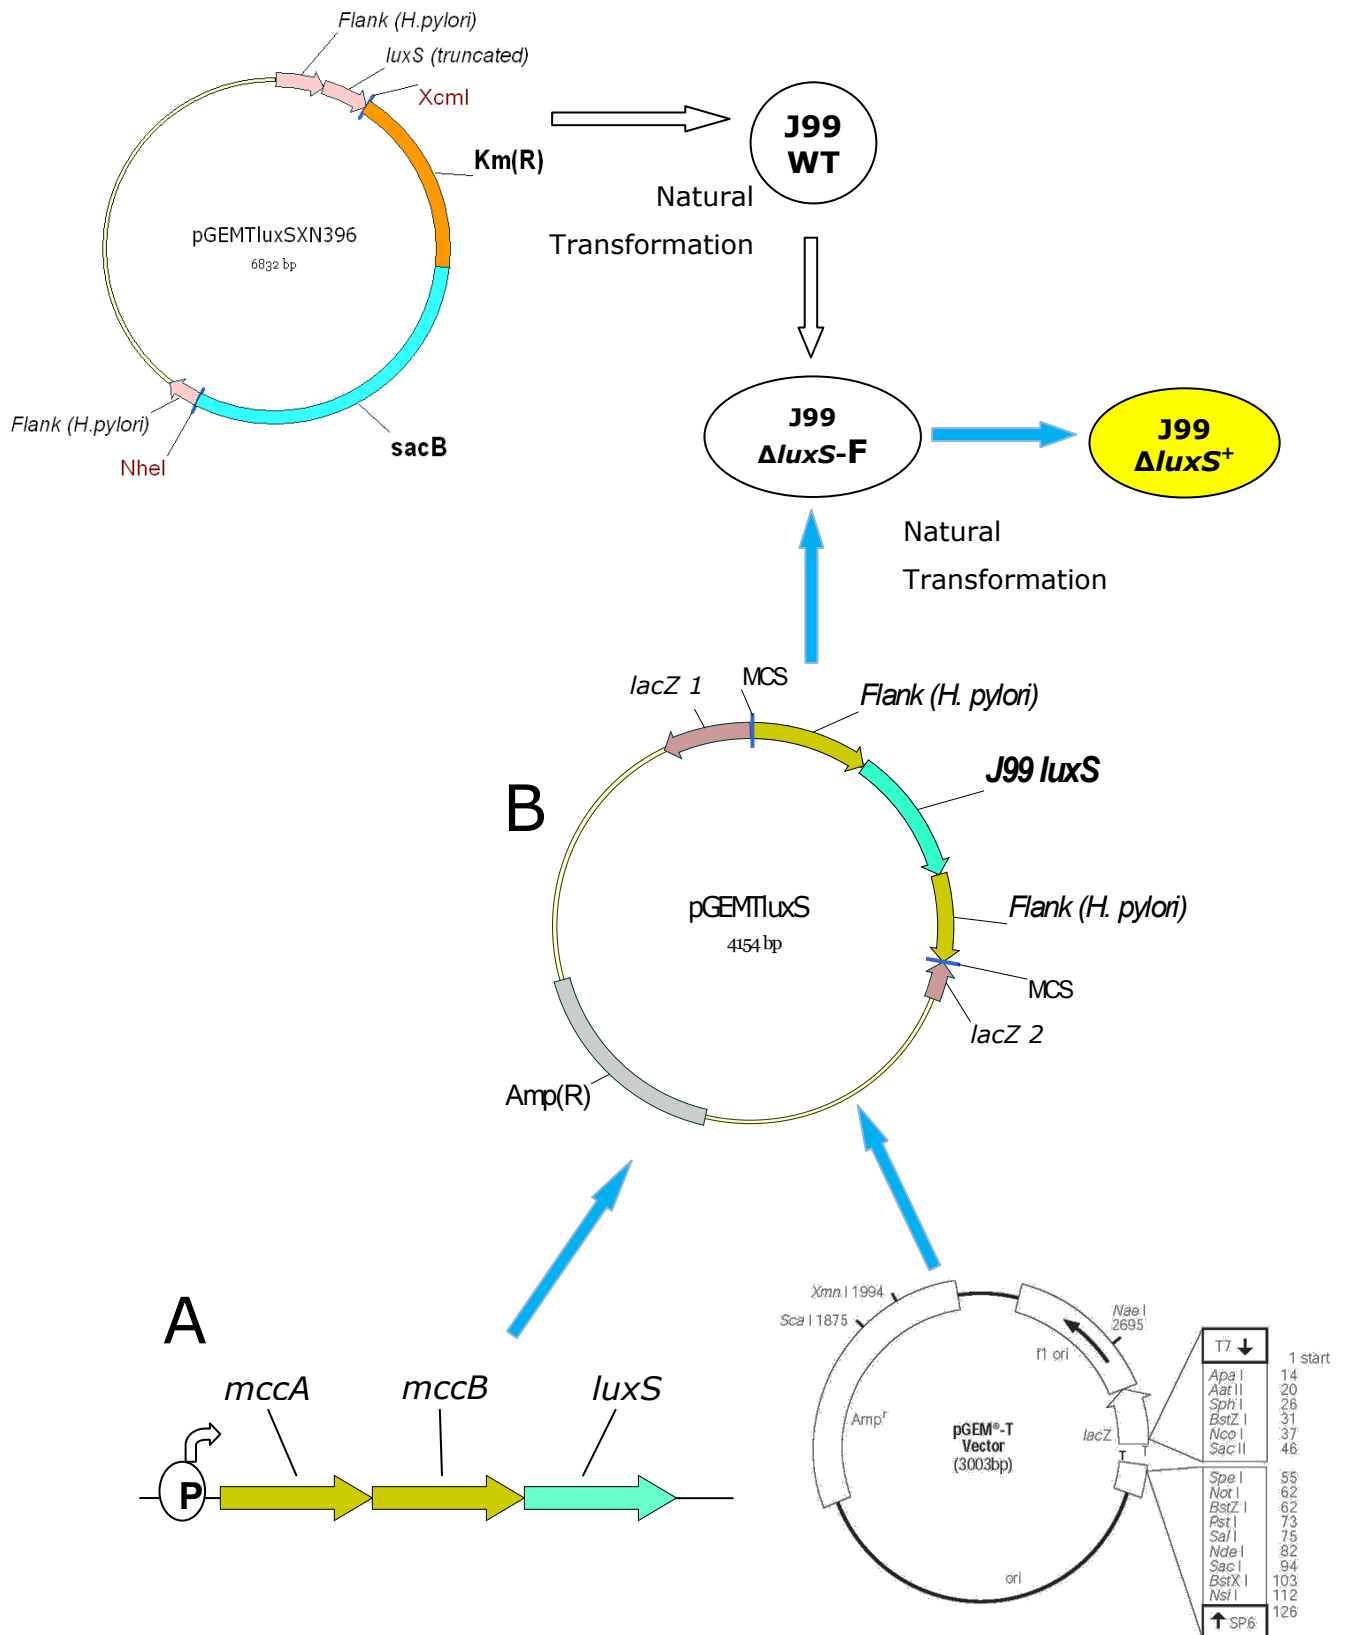 Flank (H.pylori)
luxS (truncated)
XcmI
Km(R)
pGEMTluxSXN396
6832 bp
Flank (H.pylori)
NheI
sacB
J99
WT
Natural
Transformation
J99
ΔluxS-F
J99
ΔluxS+
Natural
Transformation
lacZ 1
MCS
Flank (H. pylori)
J99 luxS
B
pGEMTluxS
4154 bp
Flank (H. pylori)
MCS
lacZ 2
Amp(R)
A
mccA
mccB
luxS
P
Xmn I 1994
Sca I 1875
Nae I
2695
f1 ori
Ampr
pGEM®-T
Vector
(3003bp)
lacZ
T
T
ori
T7 ↓
1 start
Apa I 14
Aat II 20
Sph I 26
BstZ I 31
Nco I 37
Sac II 46
Spe I 55
Not I 62
BstZ I 62
Pst I 73
Sal I 75
Nde I 82
Sac I 94
BstX I 103
Nsi I 112
↑ SP6 126